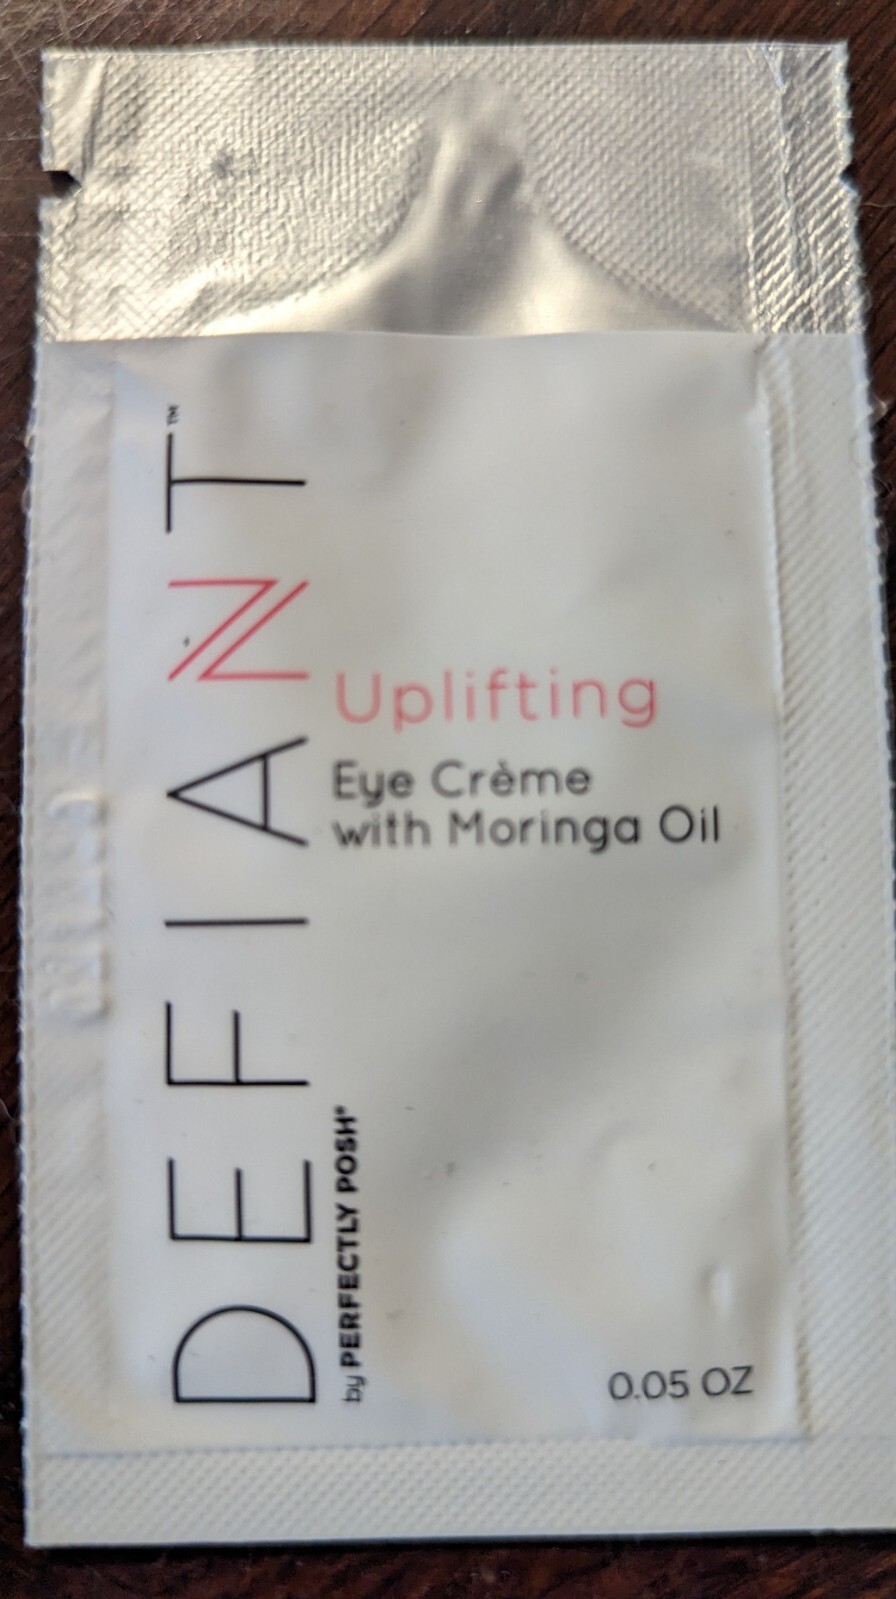 DEFIANT™
by PERFECTLY POSH®
Uplifting
Eye Crème
with Moringa Oil
0.05 OZ